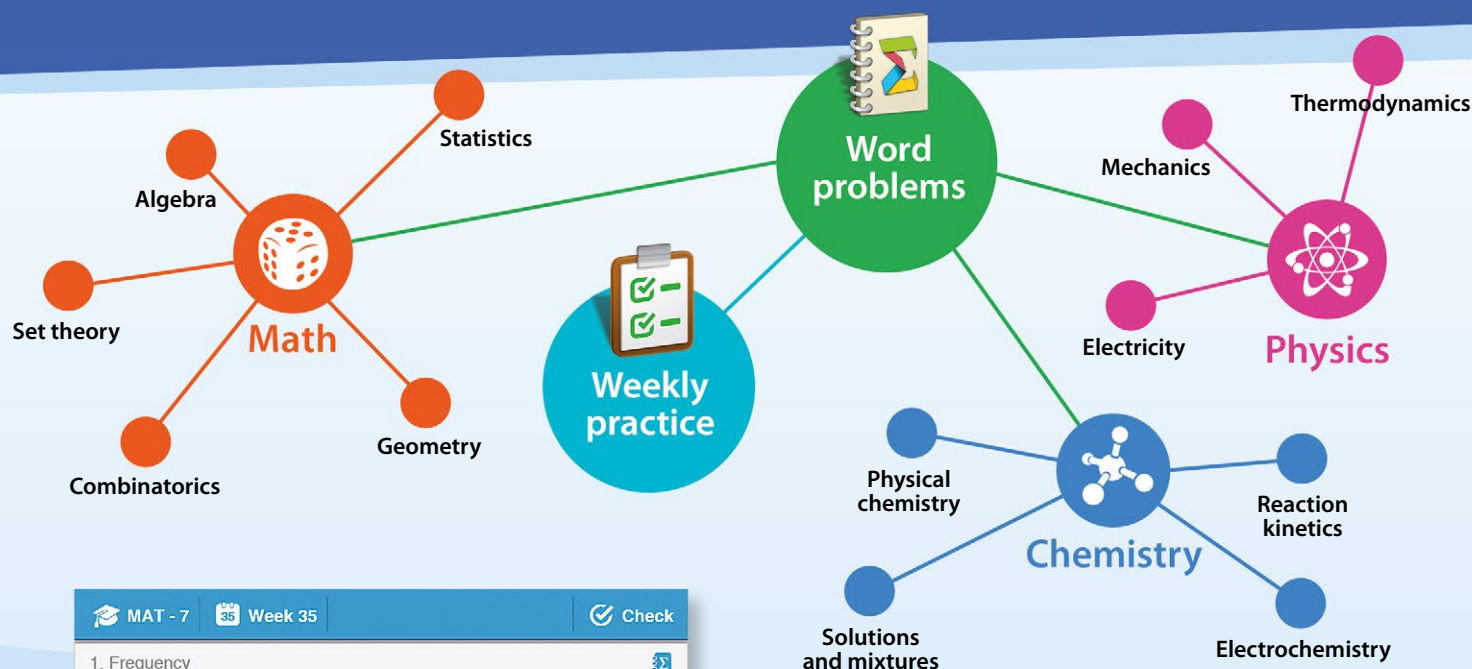 Word
problems
Statistics
Algebra
Set theory
Math
Combinatorics
Geometry
Weekly
practice
Thermodynamics
Mechanics
Electricity
Physics
Physical
chemistry
Reaction
kinetics
Chemistry
Solutions
and mixtures
Electrochemistry
MAT - 7
35
Week 35
Check
1. Frequency
Σ